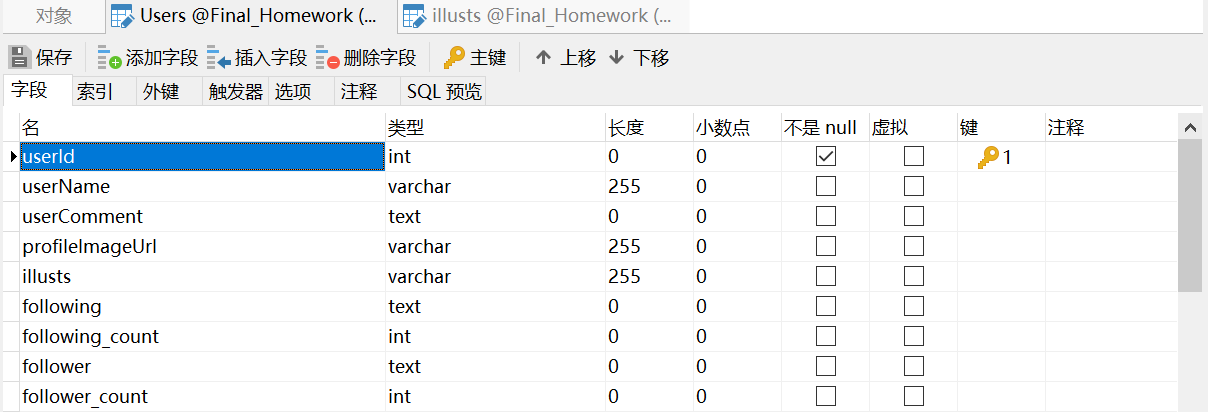 对象 Users @Final_Homework (... illusts @Final_Homework (...
保存 添加字段 插入字段 删除字段 主键 上移 下移
字段 索引 外键 触发器 选项 注释 SQL 预览
名 类型 长度 小数点 不是 null 虚拟 键 注释
userId int 0 0 1
userName varchar 255 0
userComment text 0 0
profileImageUrl varchar 255 0
illusts varchar 255 0
following text 0 0
following_count int 0 0
follower text 0 0
follower_count int 0 0